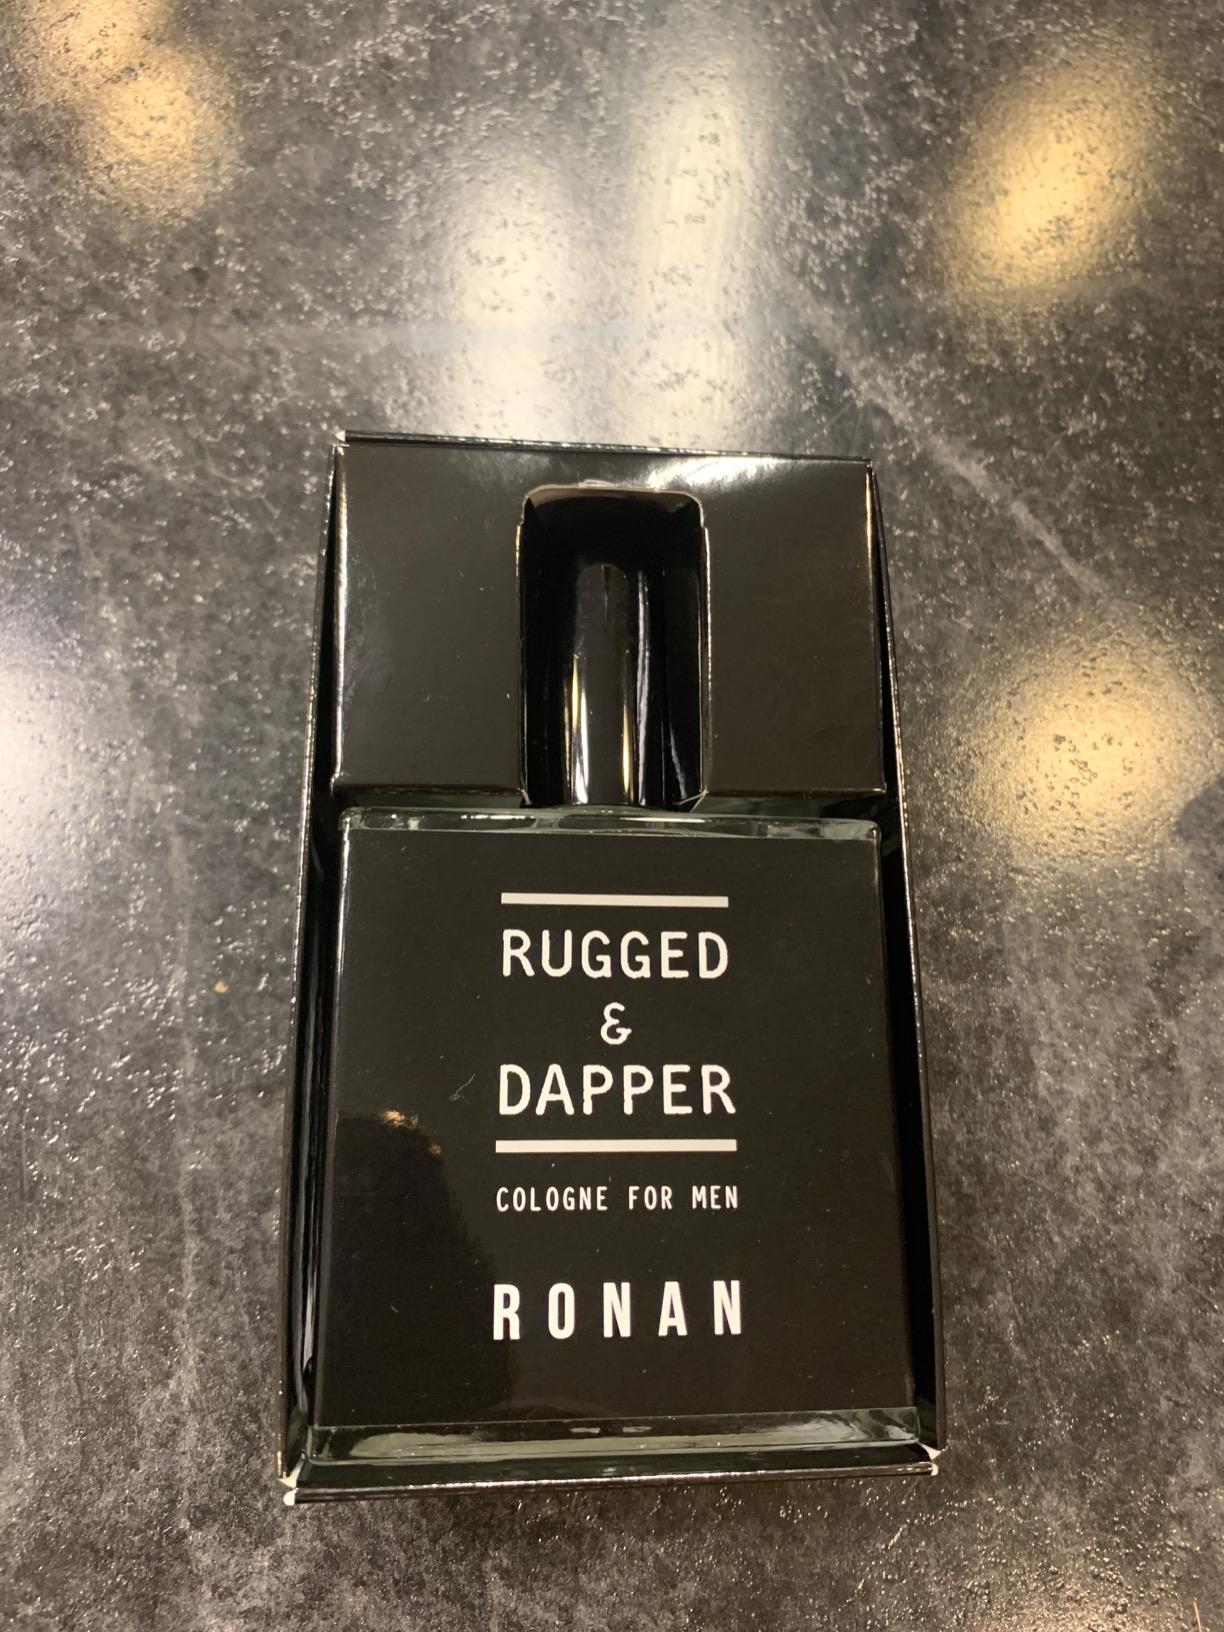 RUGGED
&
DAPPER
COLOGNE FOR MEN
RONAN